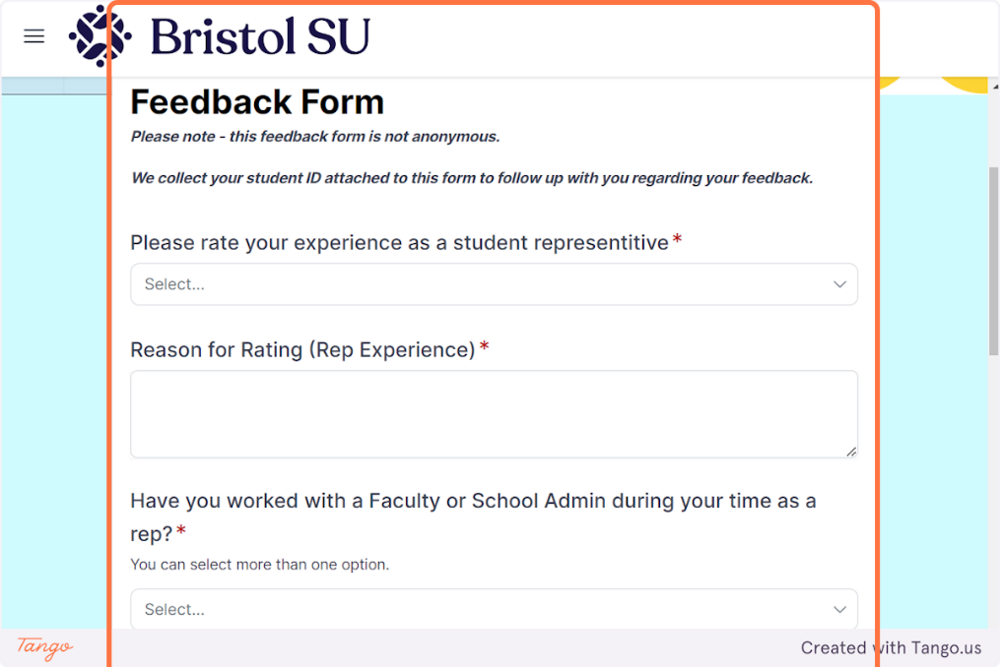 Bristol SU
Feedback Form
Please note - this feedback form is not anonymous.
We collect your student ID attached to this form to follow up with you regarding your feedback.
Please rate your experience as a student representitive*
Select...
Reason for Rating (Rep Experience)*
Have you worked with a Faculty or School Admin during your time as a
rep?*
You can select more than one option.
Select...
Tango
Created with Tango.us